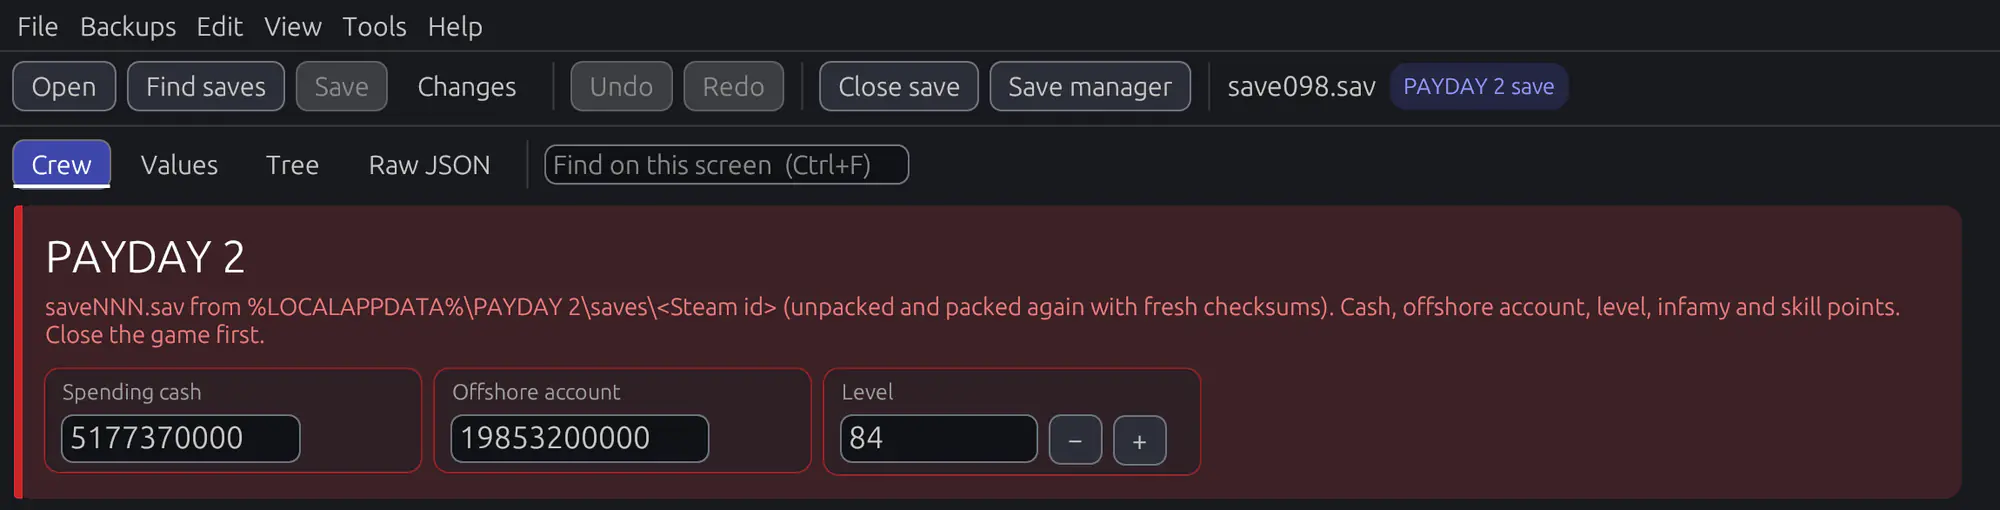 File Backups Edit View Tools Help
Open Find saves Save Changes Undo Redo Close save Save manager save098.sav PAYDAY 2 save
Crew Values Tree Raw JSON Find on this screen (Ctrl+F)
PAYDAY 2
saveNNN.sav from %LOCALAPPDATA%\PAYDAY 2\saves\<Steam id> (unpacked and packed again with fresh checksums). Cash, offshore account, level, infamy and skill points.
Close the game first.
Spending cash Offshore account Level
5177370000 19853200000 84 − +